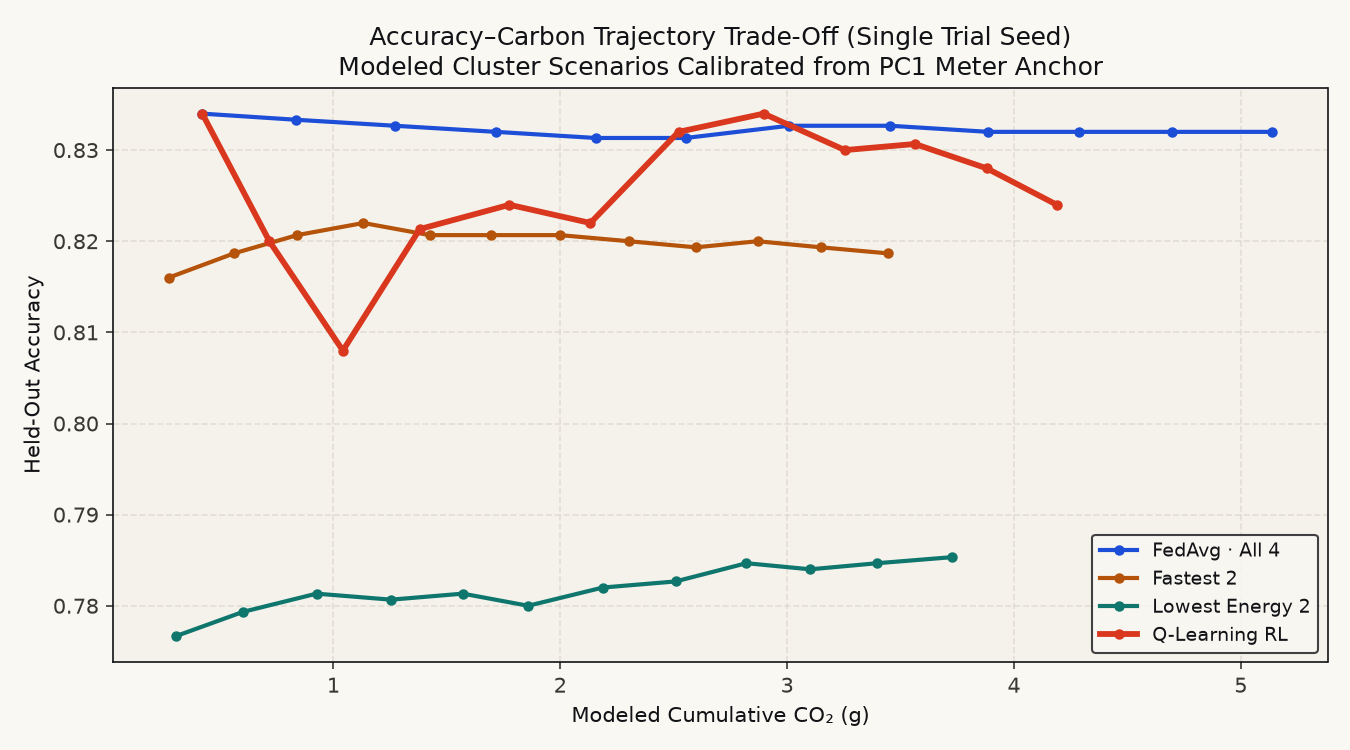 Accuracy–Carbon Trajectory Trade-Off (Single Trial Seed)
Modeled Cluster Scenarios Calibrated from PC1 Meter Anchor
Held-Out Accuracy
0.83
0.82
0.81
0.80
0.79
0.78
FedAvg · All 4
Fastest 2
Lowest Energy 2
Q-Learning RL
1 2 3 4 5
Modeled Cumulative CO₂ (g)